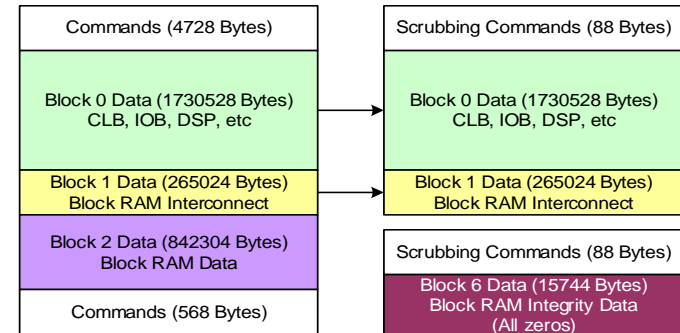 Commands (4728 Bytes)
Block 0 Data (1730528 Bytes)
CLB, IOB, DSP, etc
Block 1 Data (265024 Bytes)
Block RAM Interconnect
Block 2 Data (842304 Bytes)
Block RAM Data
Commands (568 Bytes)
Scrubbing Commands (88 Bytes)
Block 0 Data (1730528 Bytes)
CLB, IOB, DSP, etc
Block 1 Data (265024 Bytes)
Block RAM Interconnect
Scrubbing Commands (88 Bytes)
Block 6 Data (15744 Bytes)
Block RAM Integrity Data
(All zeros)